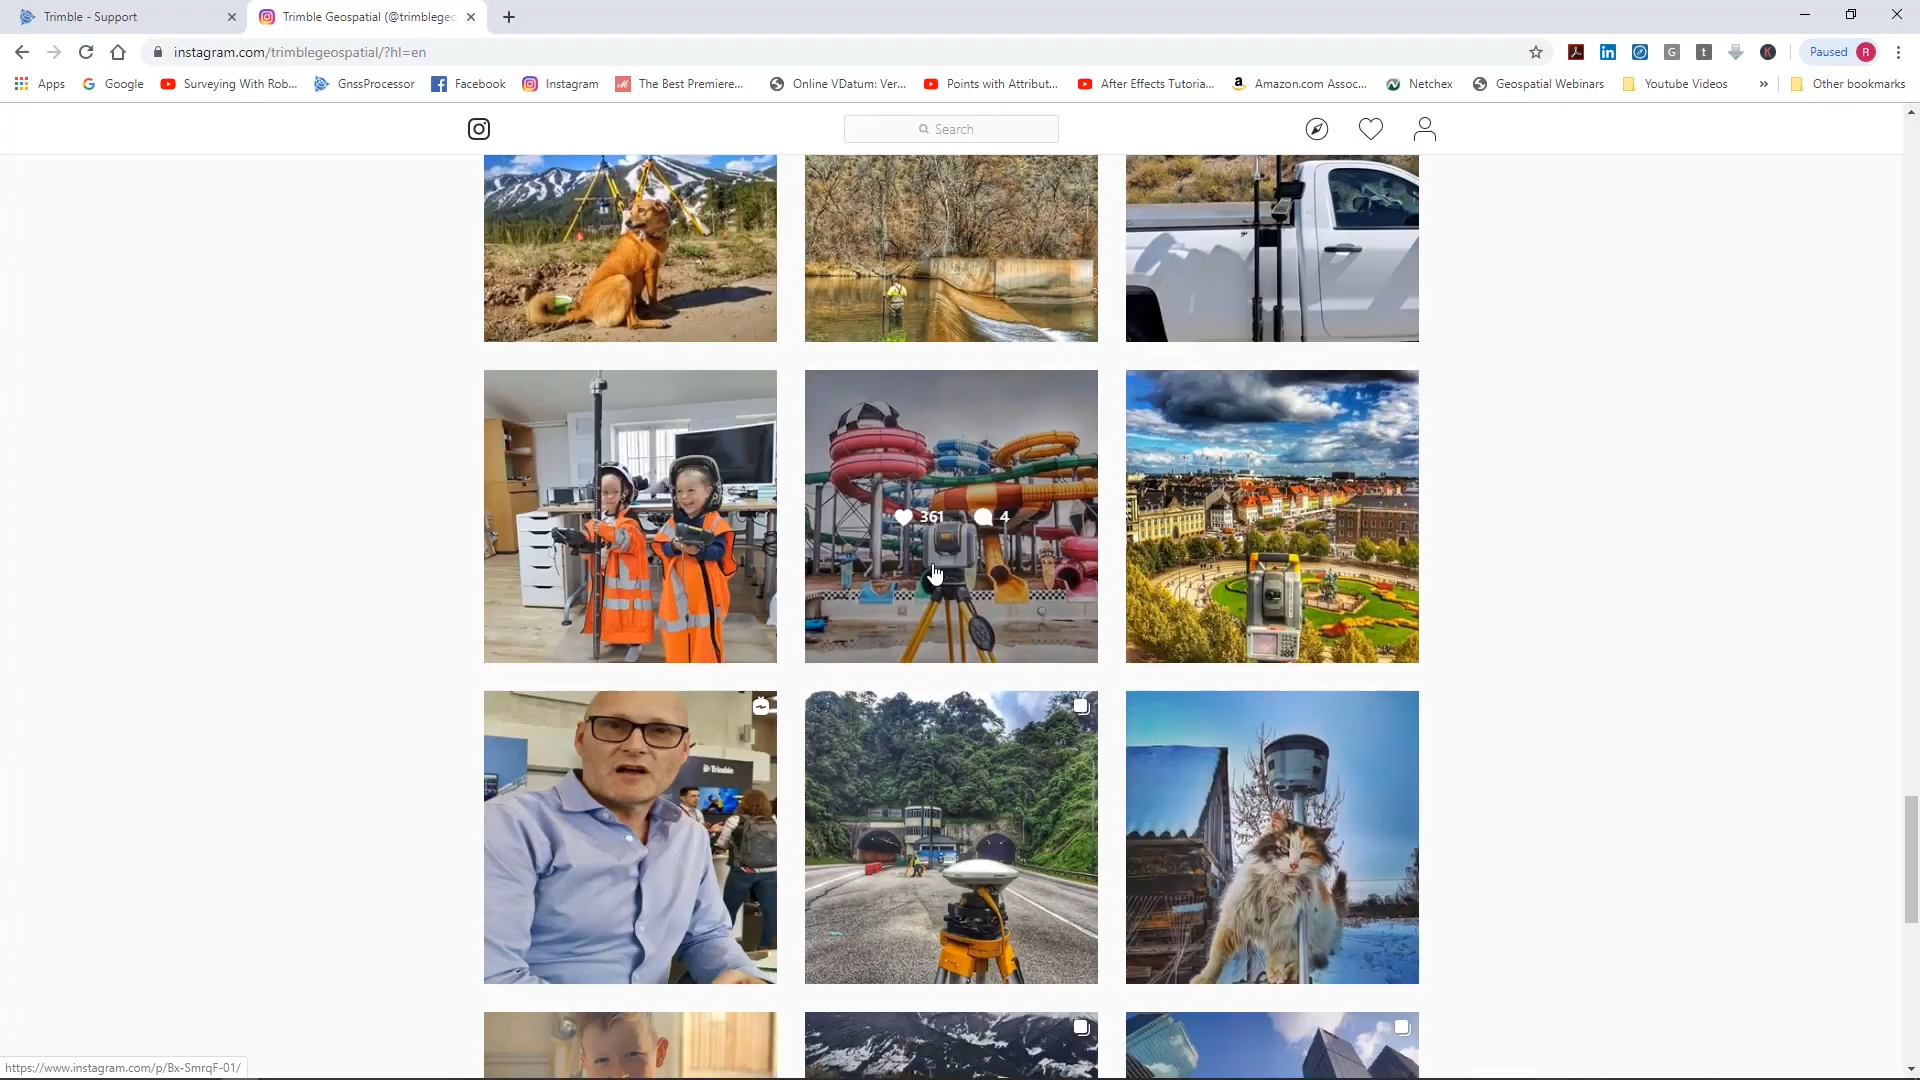 Trimble - Support
Trimble Geospatial (@trimblegeo
instagram.com/trimblegeospatial/?hl=en
Paused R
Apps Google Surveying With Rob... GnssProcessor Facebook Instagram The Best Premiere... Online VDatum: Ver... Points with Attribut... After Effects Tutoria... Amazon.com Assoc... Netchex Geospatial Webinars Youtube Videos » Other bookmarks
Search
361 4
Trimble
https://www.instagram.com/p/Bx-SmrqF-01/